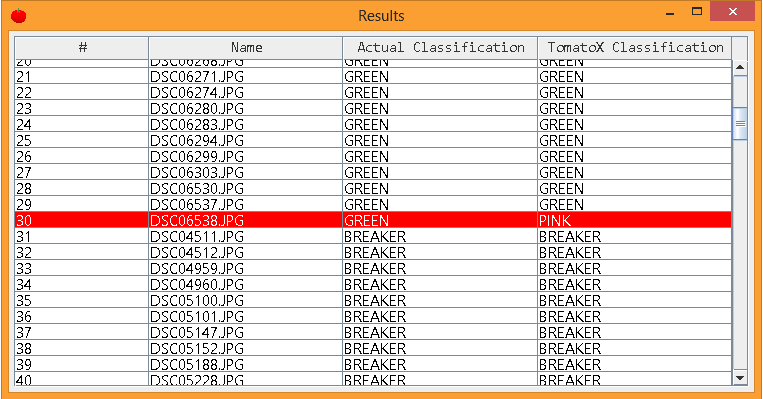 Results
# Name Actual Classification TomatoX Classification
20 DSC06268.JPG GREEN GREEN
21 DSC06271.JPG GREEN GREEN
22 DSC06274.JPG GREEN GREEN
23 DSC06280.JPG GREEN GREEN
24 DSC06283.JPG GREEN GREEN
25 DSC06294.JPG GREEN GREEN
26 DSC06299.JPG GREEN GREEN
27 DSC06303.JPG GREEN GREEN
28 DSC06530.JPG GREEN GREEN
29 DSC06537.JPG GREEN GREEN
30 DSC06538.JPG GREEN PINK
31 DSC04511.JPG BREAKER BREAKER
32 DSC04512.JPG BREAKER BREAKER
33 DSC04959.JPG BREAKER BREAKER
34 DSC04960.JPG BREAKER BREAKER
35 DSC05100.JPG BREAKER BREAKER
36 DSC05101.JPG BREAKER BREAKER
37 DSC05147.JPG BREAKER BREAKER
38 DSC05152.JPG BREAKER BREAKER
39 DSC05188.JPG BREAKER BREAKER
40 DSC05228.JPG BREAKER BREAKER